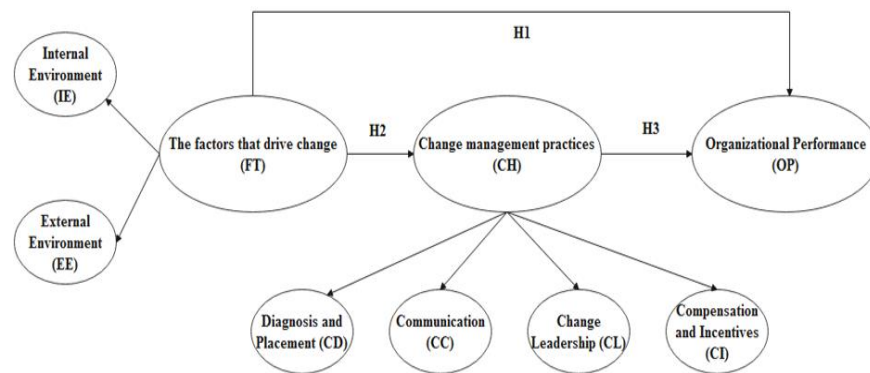 H1
Internal
Environment
(IE)
The factors that drive change
(FT)
H2
Change management practices
(CH)
H3
Organizational Performance
(OP)
External
Environment
(EE)
Diagnosis and
Placement (CD)
Communication
(CC)
Change
Leadership (CL)
Compensation
and Incentives
(CI)